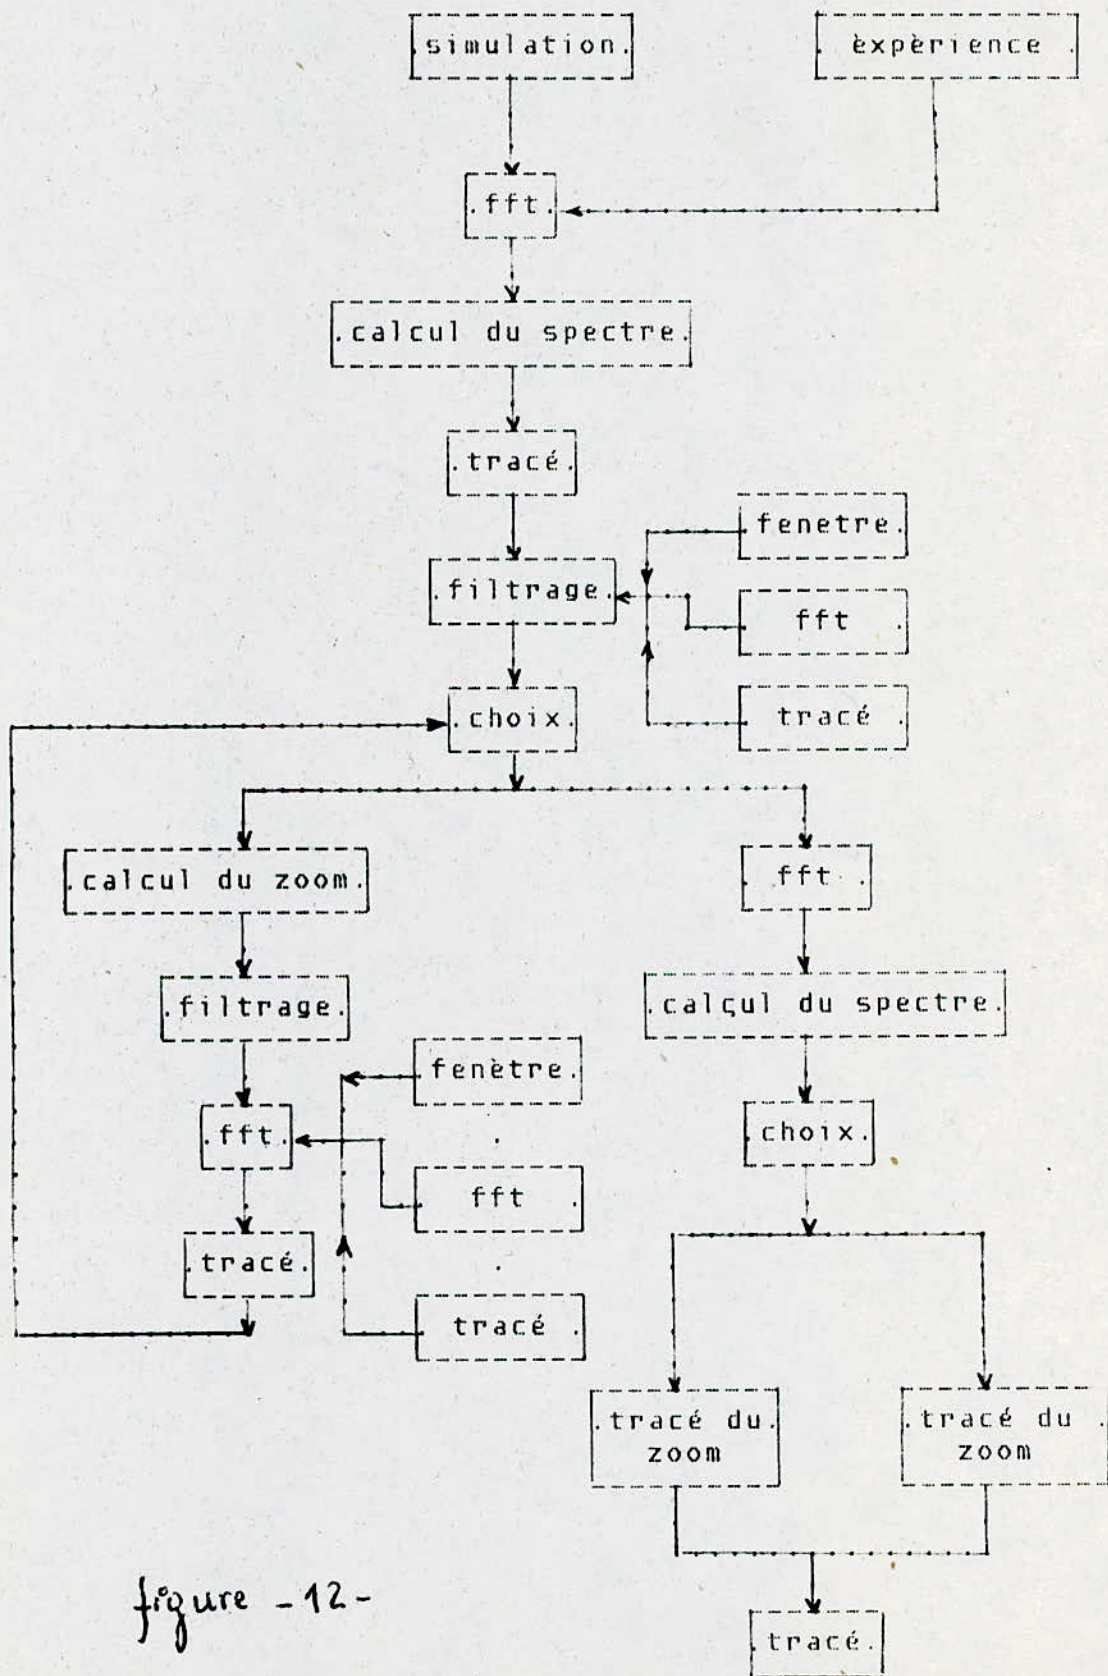 simulation.
. èxpèrience .
.fft.
.calcul du spectre.
.tracé.
fenetre.
.filtrage.
fft .
tracé .
.choix.
.calcul du zoom.
. fft .
.filtrage.
.calçul du spectre.
fenètre.
.fft.
.
.choix.
fft .
.tracé.
.
tracé .
.tracé du.
zoom
.tracé du .
zoom
figure -12-
.tracé.